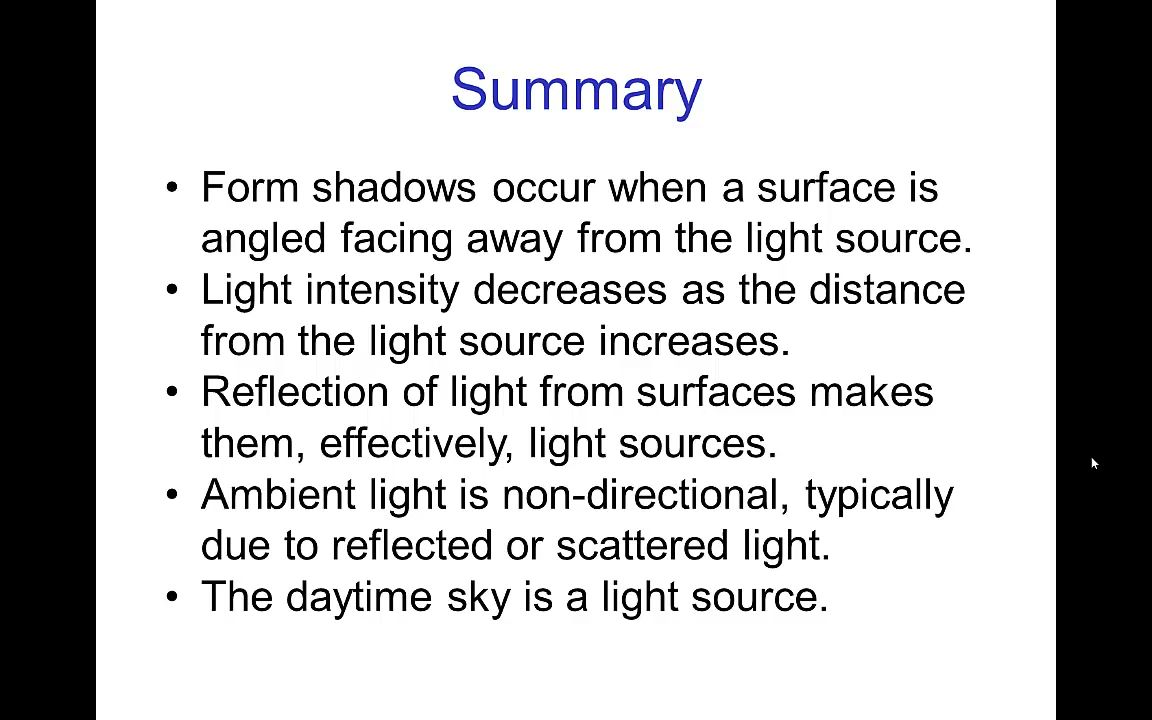 Summary
• Form shadows occur when a surface is
angled facing away from the light source.
• Light intensity decreases as the distance
from the light source increases.
• Reflection of light from surfaces makes
them, effectively, light sources.
• Ambient light is non-directional, typically
due to reflected or scattered light.
• The daytime sky is a light source.